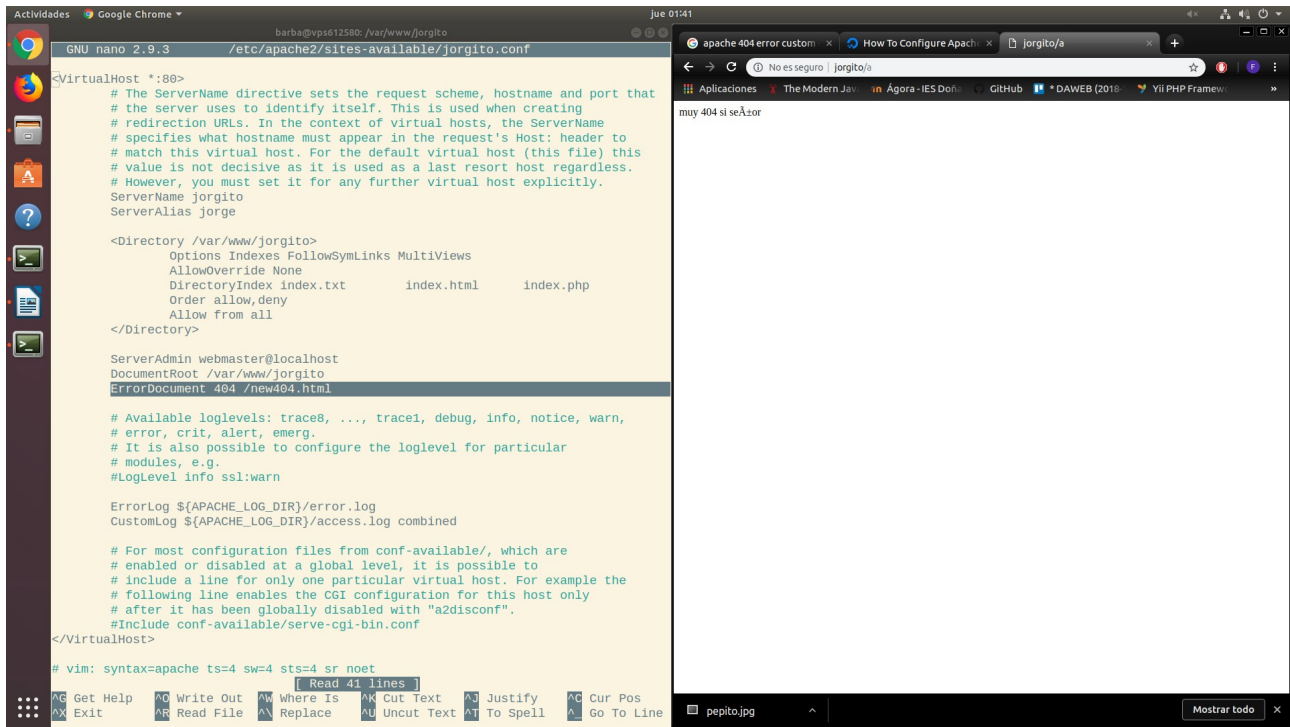 Actividades Google Chrome ▾ jue 01:41
barba@vps612580: /var/www/jorgito
GNU nano 2.9.3 /etc/apache2/sites-available/jorgito.conf
<VirtualHost *:80>
# The ServerName directive sets the request scheme, hostname and port that
# the server uses to identify itself. This is used when creating
# redirection URLs. In the context of virtual hosts, the ServerName
# specifies what hostname must appear in the request's Host: header to
# match this virtual host. For the default virtual host (this file) this
# value is not decisive as it is used as a last resort host regardless.
# However, you must set it for any further virtual host explicitly.
ServerName jorgito
ServerAlias jorge
<Directory /var/www/jorgito>
Options Indexes FollowSymLinks MultiViews
AllowOverride None
DirectoryIndex index.txt index.html index.php
Order allow,deny
Allow from all
</Directory>
ServerAdmin webmaster@localhost
DocumentRoot /var/www/jorgito
ErrorDocument 404 /new404.html
# Available loglevels: trace8, ..., trace1, debug, info, notice, warn,
# error, crit, alert, emerg.
# It is also possible to configure the loglevel for particular
# modules, e.g.
#LogLevel info ssl:warn
ErrorLog ${APACHE_LOG_DIR}/error.log
CustomLog ${APACHE_LOG_DIR}/access.log combined
# For most configuration files from conf-available/, which are
# enabled or disabled at a global level, it is possible to
# include a line for only one particular virtual host. For example the
# following line enables the CGI configuration for this host only
# after it has been globally disabled with "a2disconf".
#Include conf-available/serve-cgi-bin.conf
</VirtualHost>
# vim: syntax=apache ts=4 sw=4 sts=4 sr noet
[ Read 41 lines ]
^G Get Help ^O Write Out ^W Where Is ^K Cut Text ^J Justify ^C Cur Pos
^X Exit ^R Read File ^\ Replace ^U Uncut Text ^T To Spell ^_ Go To Line
apache 404 error custom How To Configure Apach jorgito/a
No es seguro | jorgito/a
Aplicaciones The Modern Jav Ágora - IES Doña GitHub * DAWEB (2018- Yii PHP Framew »
muy 404 si seÃ±or
pepito.jpg Mostrar todo